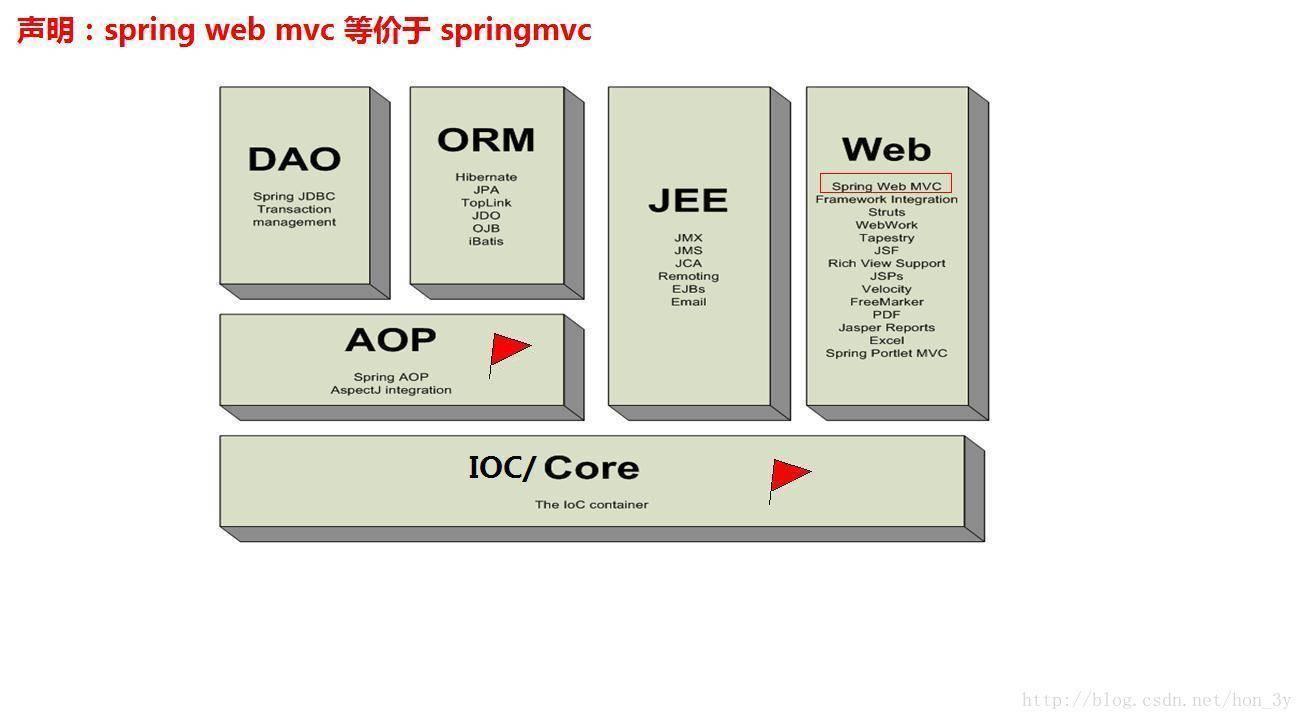 声明：spring web mvc 等价于 springmvc
DAO
Spring JDBC
Transaction
management
ORM
Hibernate
JPA
TopLink
JDO
OJB
iBatis
JEE
JMX
JMS
JCA
Remoting
EJBs
Email
Web
Spring Web MVC
Framework Integration
Struts
WebWork
Tapestry
JSF
Rich View Support
JSPs
Velocity
FreeMarker
PDF
Jasper Reports
Excel
Spring Portlet MVC
AOP
Spring AOP
AspectJ integration
IOC/ Core
The IoC container
http://blog.csdn.net/hon_3y